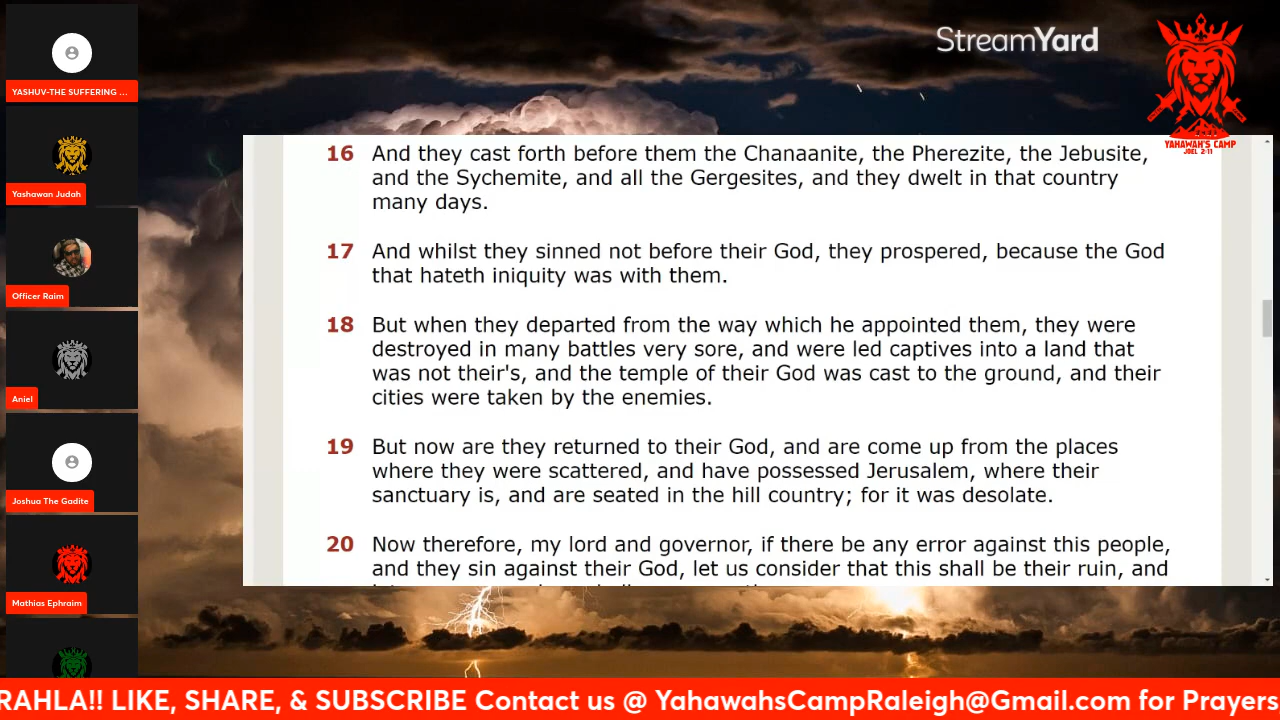 YASHUV-THE SUFFERING ...
Yashawan Judah
Officer Raim
Aniel
Joshua The Gadite
Mathias Ephraim
StreamYard
YAHAWAH'S CAMP
JOEL 2:11
16 And they cast forth before them the Chanaanite, the Pherezite, the Jebusite,
and the Sychemite, and all the Gergesites, and they dwelt in that country
many days.
17 And whilst they sinned not before their God, they prospered, because the God
that hateth iniquity was with them.
18 But when they departed from the way which he appointed them, they were
destroyed in many battles very sore, and were led captives into a land that
was not their's, and the temple of their God was cast to the ground, and their
cities were taken by the enemies.
19 But now are they returned to their God, and are come up from the places
where they were scattered, and have possessed Jerusalem, where their
sanctuary is, and are seated in the hill country; for it was desolate.
20 Now therefore, my lord and governor, if there be any error against this people,
and they sin against their God, let us consider that this shall be their ruin, and
RAHLA!! LIKE, SHARE, & SUBSCRIBE Contact us @ YahawahsCampRaleigh@Gmail.com for Prayers